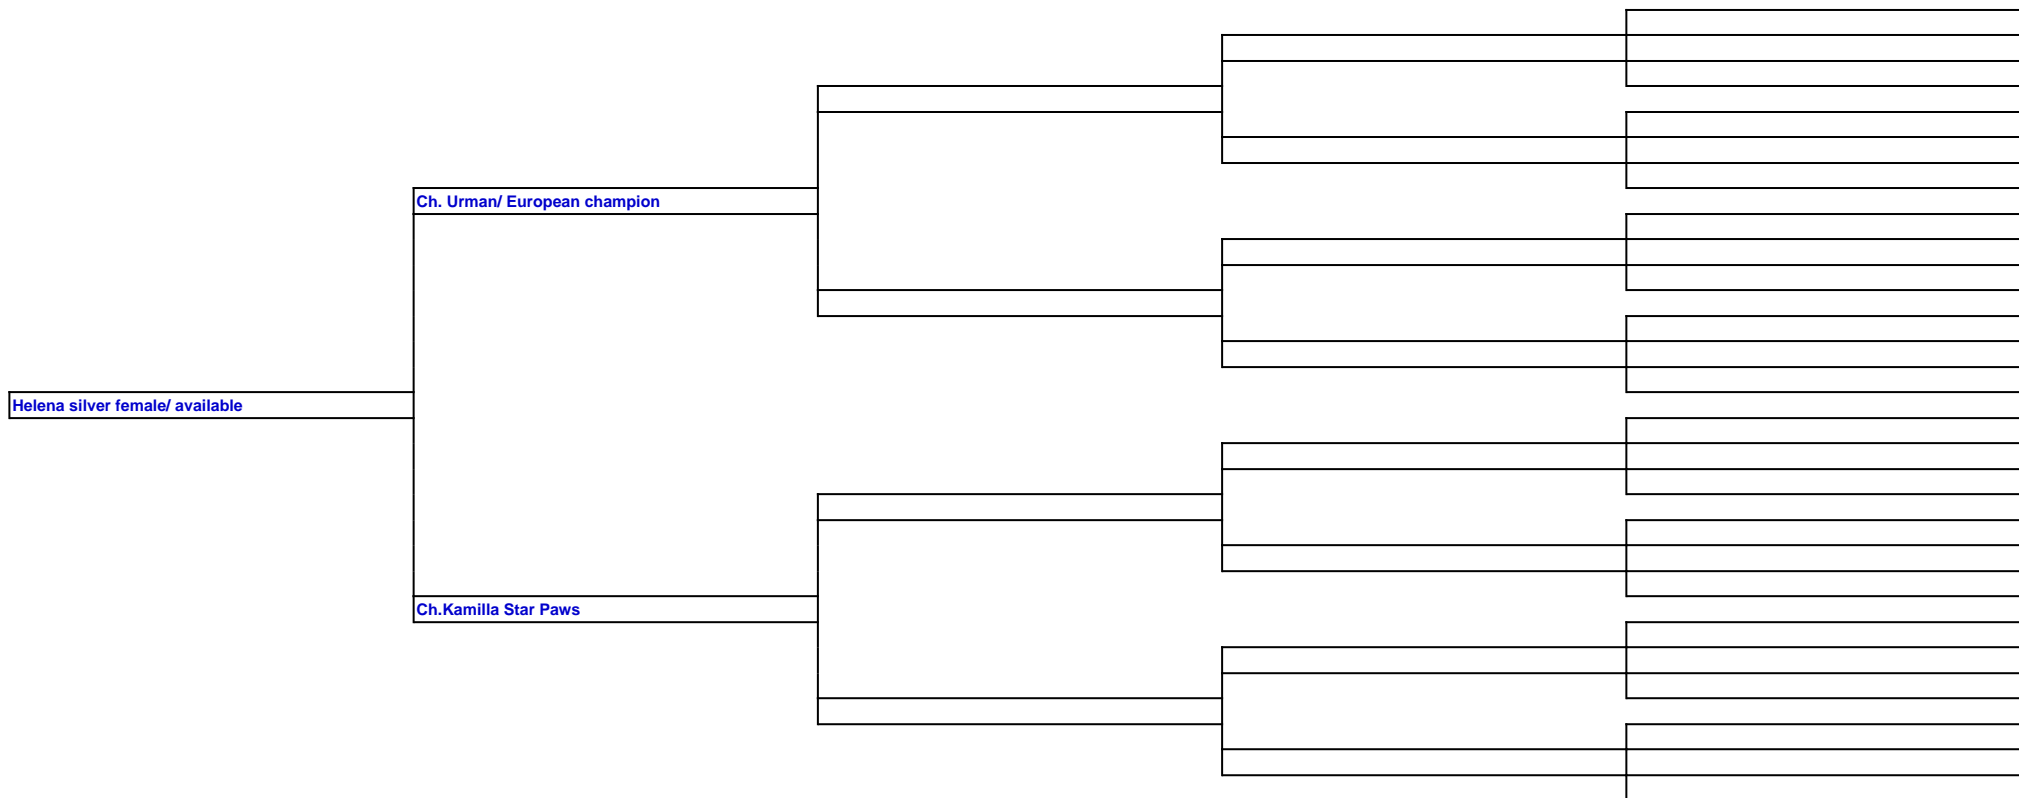 Ch. Urman/ European champion
Helena silver female/ available
Ch.Kamilla Star Paws